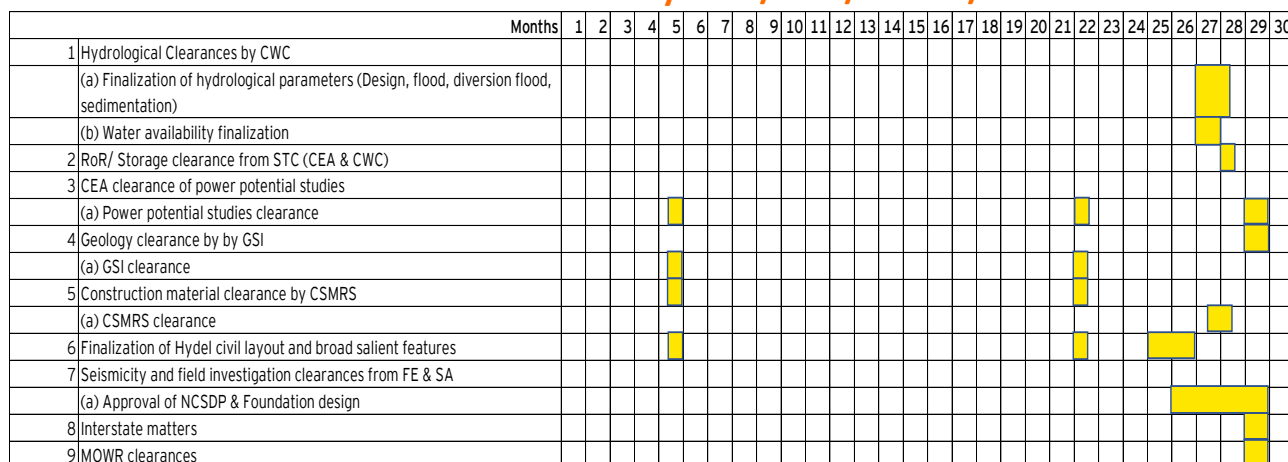 Months 1 2 3 4 5 6 7 8 9 10 11 12 13 14 15 16 17 18 19 20 21 22 23 24 25 26 27 28 29 30
1 Hydrological Clearances by CWC
(a) Finalization of hydrological parameters (Design, flood, diversion flood,
sedimentation)
(b) Water availability finalization
2 RoR/ Storage clearance from STC (CEA & CWC)
3 CEA clearance of power potential studies
(a) Power potential studies clearance
4 Geology clearance by by GSI
(a) GSI clearance
5 Construction material clearance by CSMRS
(a) CSMRS clearance
6 Finalization of Hydel civil layout and broad salient features
7 Seismicity and field investigation clearances from FE & SA
(a) Approval of NCSDP & Foundation design
8 Interstate matters
9 MOWR clearances